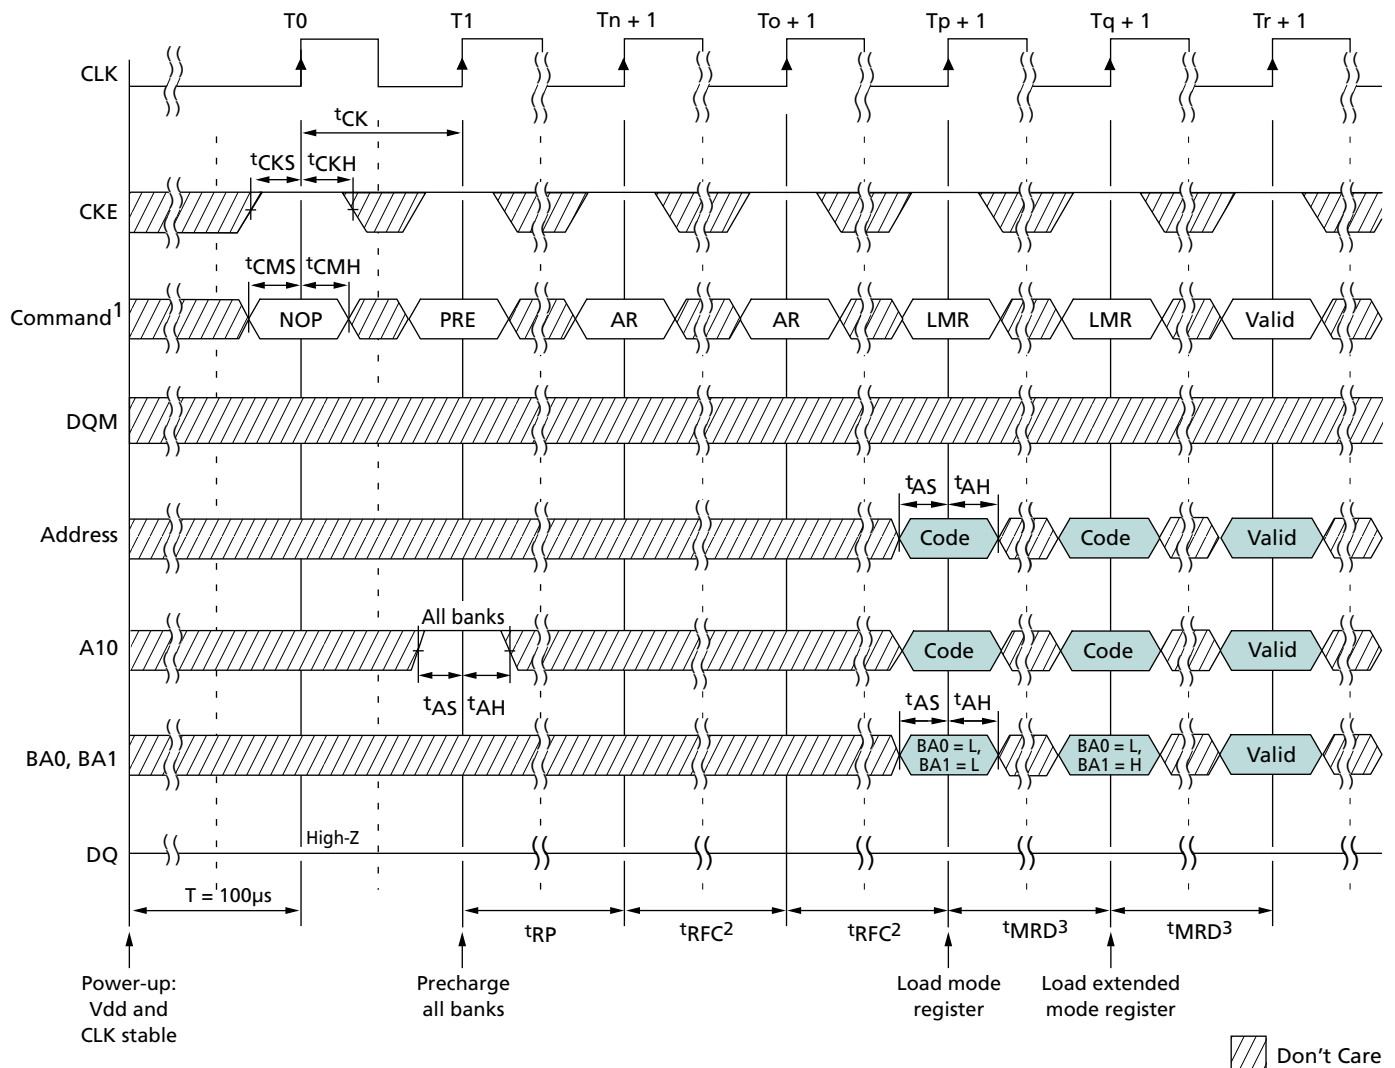 T0 T1 Tn + 1 To + 1 Tp + 1 Tq + 1 Tr + 1
CLK
tCK
tCKS tCKH
CKE
tCMS tCMH
Command1 NOP PRE AR AR LMR LMR Valid
DQM
tAS tAH
Address Code Code Valid
All banks
A10 Code Code Valid
tAS tAH
tAS tAH
BA0, BA1 BA0 = L, BA1 = L BA0 = L, BA1 = H Valid
High-Z
DQ
T = 100µs
tRP tRFC2 tRFC2 tMRD3 tMRD3
Power-up:
Vdd and
CLK stable
Precharge
all banks
Load mode
register
Load extended
mode register
Don't Care